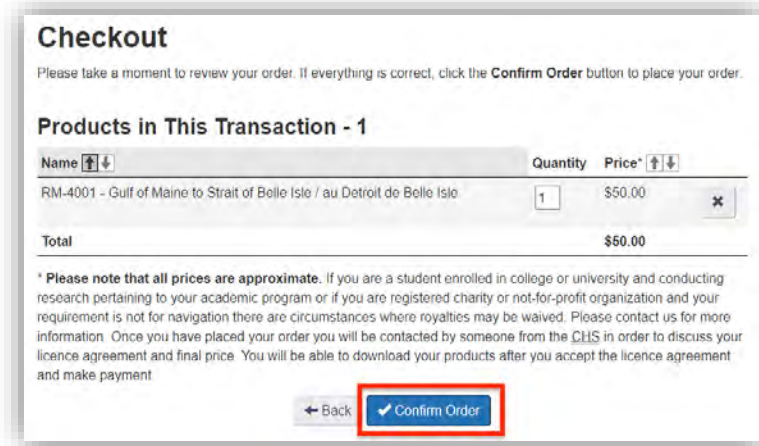 Checkout
Please take a moment to review your order. If everything is correct, click the Confirm Order button to place your order.
Products in This Transaction - 1
Name Quantity Price*
RM-4001 - Gulf of Maine to Strait of Belle Isle / au Detroit de Belle Isle 1 $50.00
Total $50.00
* Please note that all prices are approximate. If you are a student enrolled in college or university and conducting
research pertaining to your academic program or if you are registered charity or not-for-profit organization and your
requirement is not for navigation there are circumstances where royalties may be waived. Please contact us for more
information. Once you have placed your order you will be contacted by someone from the CHS in order to discuss your
licence agreement and final price. You will be able to download your products after you accept the licence agreement
and make payment
Back Confirm Order